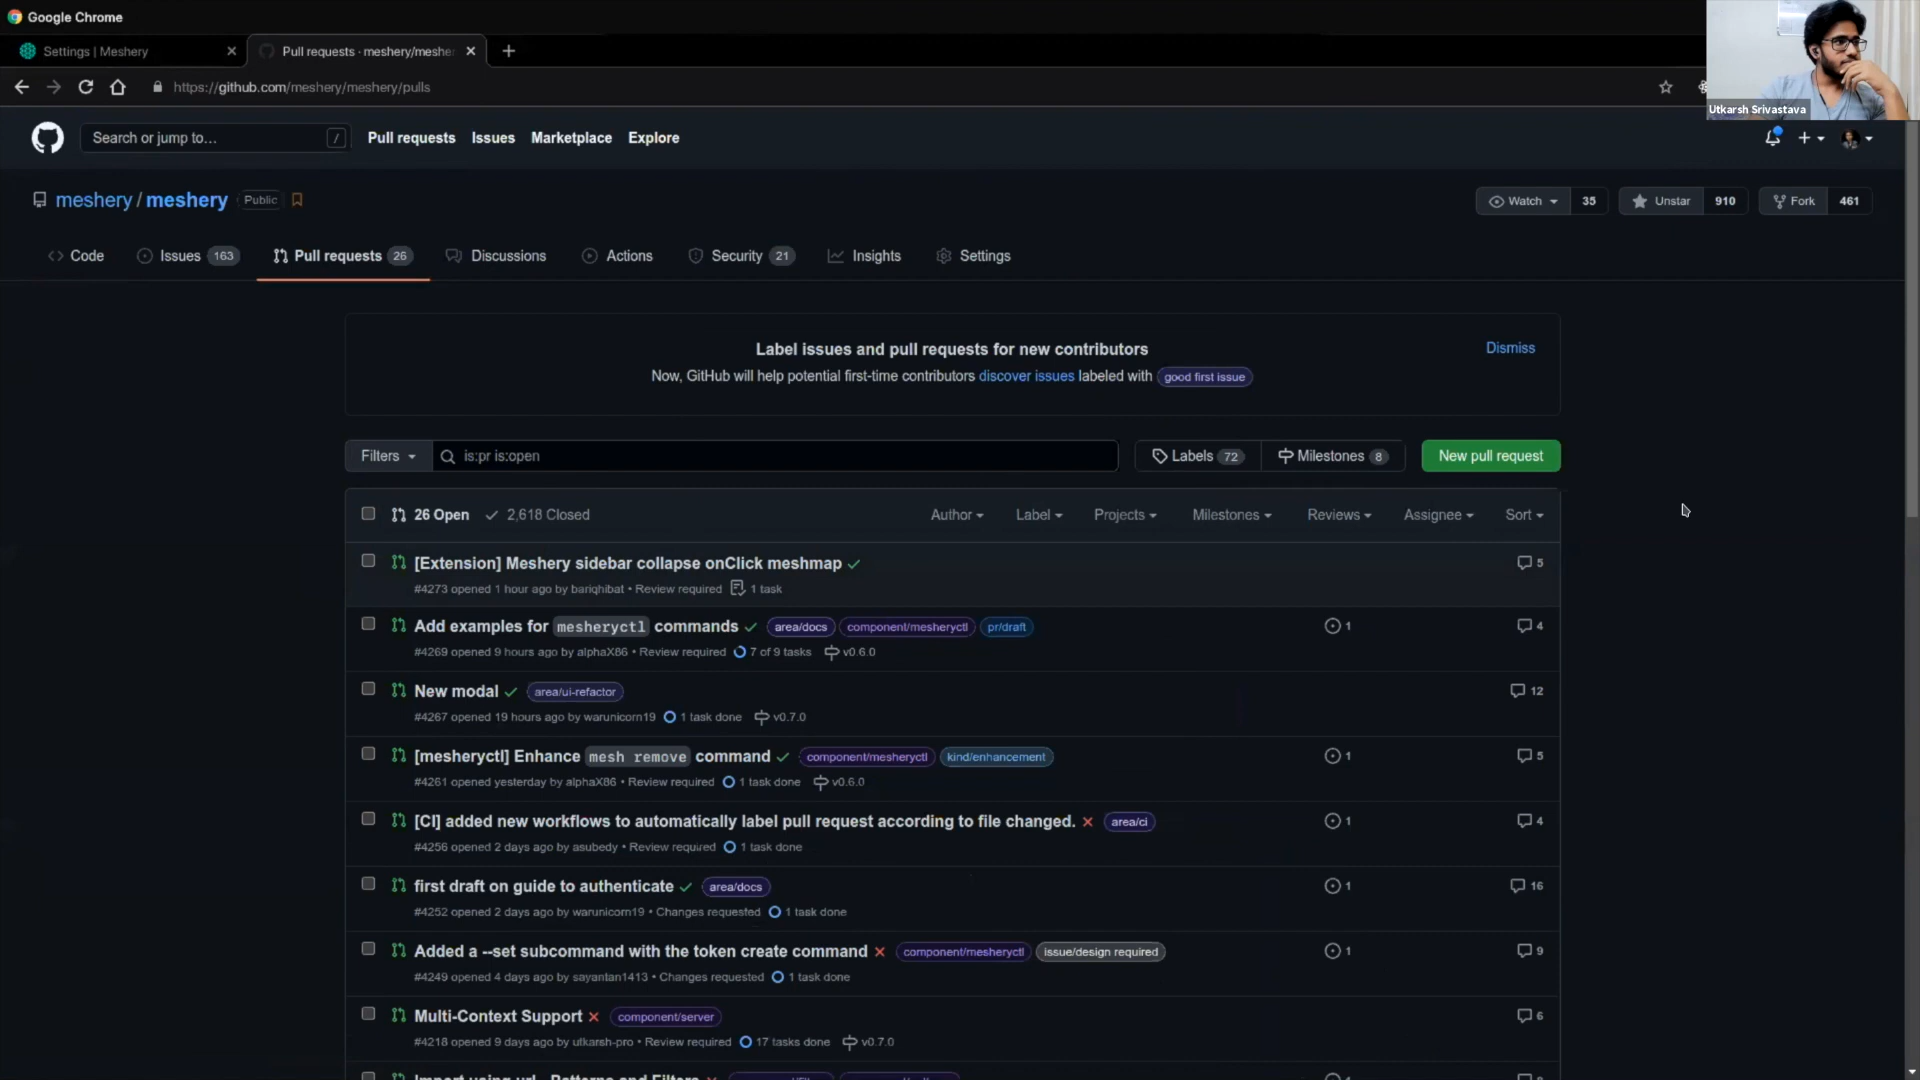 Google Chrome
Settings | Meshery
Pull requests · meshery/meshe
https://github.com/meshery/meshery/pulls
Utkarsh Srivastava
Search or jump to... /
Pull requests Issues Marketplace Explore
meshery / meshery Public
Watch 35 Unstar 910 Fork 461
Code Issues 163 Pull requests 26 Discussions Actions Security 21 Insights Settings
Label issues and pull requests for new contributors
Dismiss
Now, GitHub will help potential first-time contributors discover issues labeled with good first issue
Filters is:pr is:open Labels 72 Milestones 8 New pull request
26 Open 2,618 Closed Author Label Projects Milestones Reviews Assignee Sort
[Extension] Meshery sidebar collapse onClick meshmap 5
#4273 opened 1 hour ago by bariqhibat • Review required 1 task
Add examples for mesheryctl commands area/docs component/mesheryctl pr/draft 1 4
#4269 opened 9 hours ago by alphaX86 • Review required 7 of 9 tasks v0.6.0
New modal area/ui-refactor 12
#4267 opened 19 hours ago by warunicorn19 1 task done v0.7.0
[mesheryctl] Enhance mesh remove command component/mesheryctl kind/enhancement 1 5
#4261 opened yesterday by alphaX86 • Review required 1 task done v0.6.0
[CI] added new workflows to automatically label pull request according to file changed. area/ci 1 4
#4256 opened 2 days ago by asubedy • Review required 1 task done
first draft on guide to authenticate area/docs 1 16
#4252 opened 2 days ago by warunicorn19 • Changes requested 1 task done
Added a --set subcommand with the token create command component/mesheryctl issue/design required 1 9
#4249 opened 4 days ago by sayantan1413 • Changes requested 1 task done
Multi-Context Support component/server 6
#4218 opened 9 days ago by utkarsh-pro • Review required 17 tasks done v0.7.0